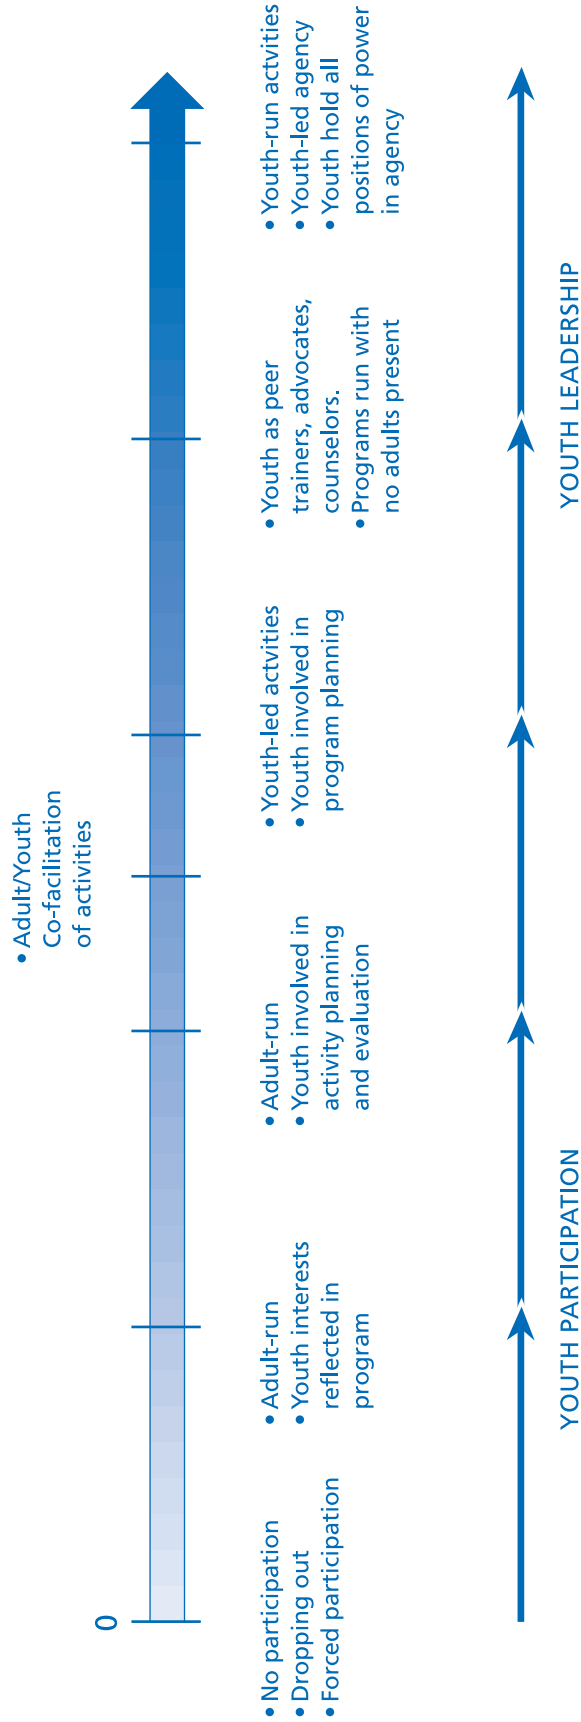 • Adult/Youth
Co-facilitation
of activities
0
• No participation
• Dropping out
• Forced participation
• Adult-run
• Youth interests
reflected in
program
• Adult-run
• Youth involved in
activity planning
and evaluation
• Youth-led actvities
• Youth involved in
program planning
• Youth as peer
trainers, advocates,
counselors.
• Programs run with
no adults present
• Youth-run actvities
• Youth-led agency
• Youth hold all
positions of power
in agency
YOUTH PARTICIPATION
YOUTH LEADERSHIP